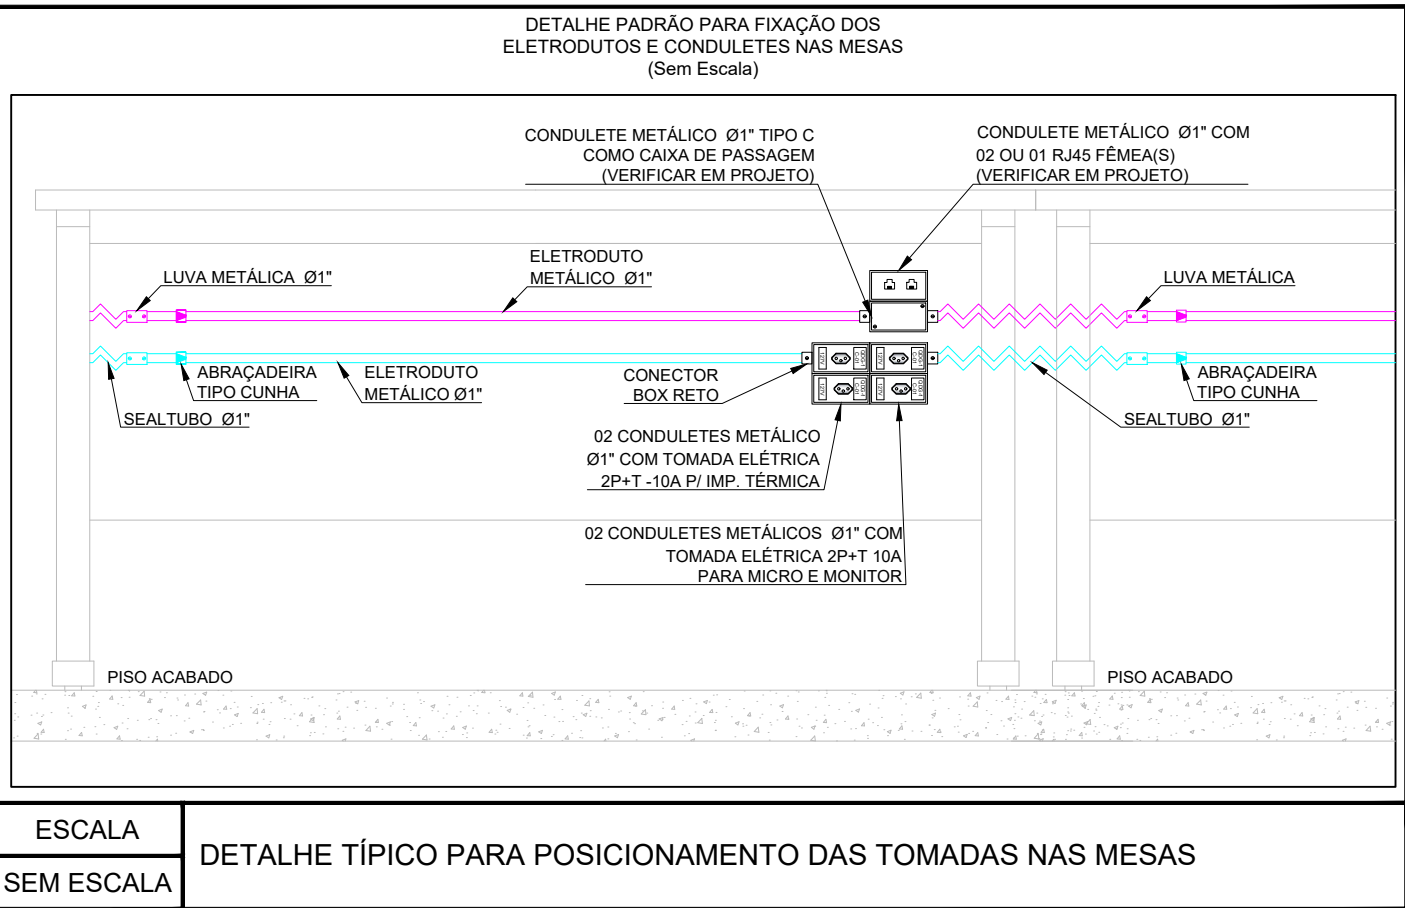 DETALHE PADRÃO PARA FIXAÇÃO DOS
ELETRODUTOS E CONDULETES NAS MESAS
(Sem Escala)
CONDULETE METÁLICO Ø1" TIPO C
COMO CAIXA DE PASSAGEM
(VERIFICAR EM PROJETO)
CONDULETE METÁLICO Ø1" COM
02 OU 01 RJ45 FÊMEA(S)
(VERIFICAR EM PROJETO)
LUVA METÁLICA Ø1"
ELETRODUTO
METÁLICO Ø1"
LUVA METÁLICA
ABRAÇADEIRA
TIPO CUNHA
ELETRODUTO
METÁLICO Ø1"
SEALTUBO Ø1"
CONECTOR
BOX RETO
127V
127V
127V
127V
ABRAÇADEIRA
TIPO CUNHA
SEALTUBO Ø1"
02 CONDULETES METÁLICO
Ø1" COM TOMADA ELÉTRICA
2P+T -10A P/ IMP. TÉRMICA
02 CONDULETES METÁLICOS Ø1" COM
TOMADA ELÉTRICA 2P+T 10A
PARA MICRO E MONITOR
PISO ACABADO
PISO ACABADO
ESCALA
SEM ESCALA
DETALHE TÍPICO PARA POSICIONAMENTO DAS TOMADAS NAS MESAS